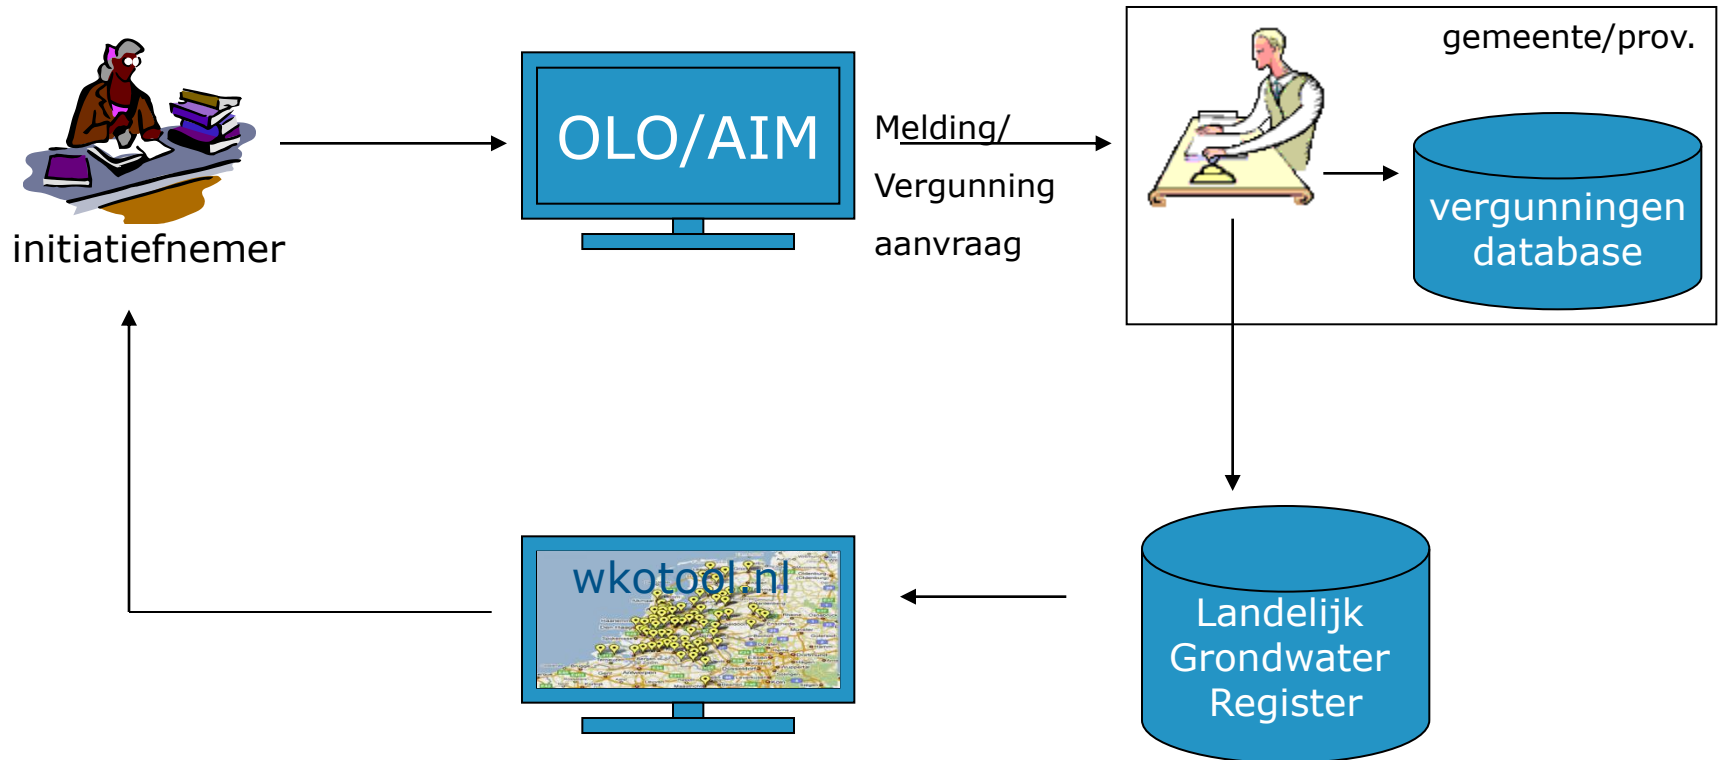 gemeente/prov.
OLO/AIM
Melding/
Vergunning
aanvraag
vergunningen
database
initiatiefnemer
wkotool.nl
Landelijk
Grondwater
Register